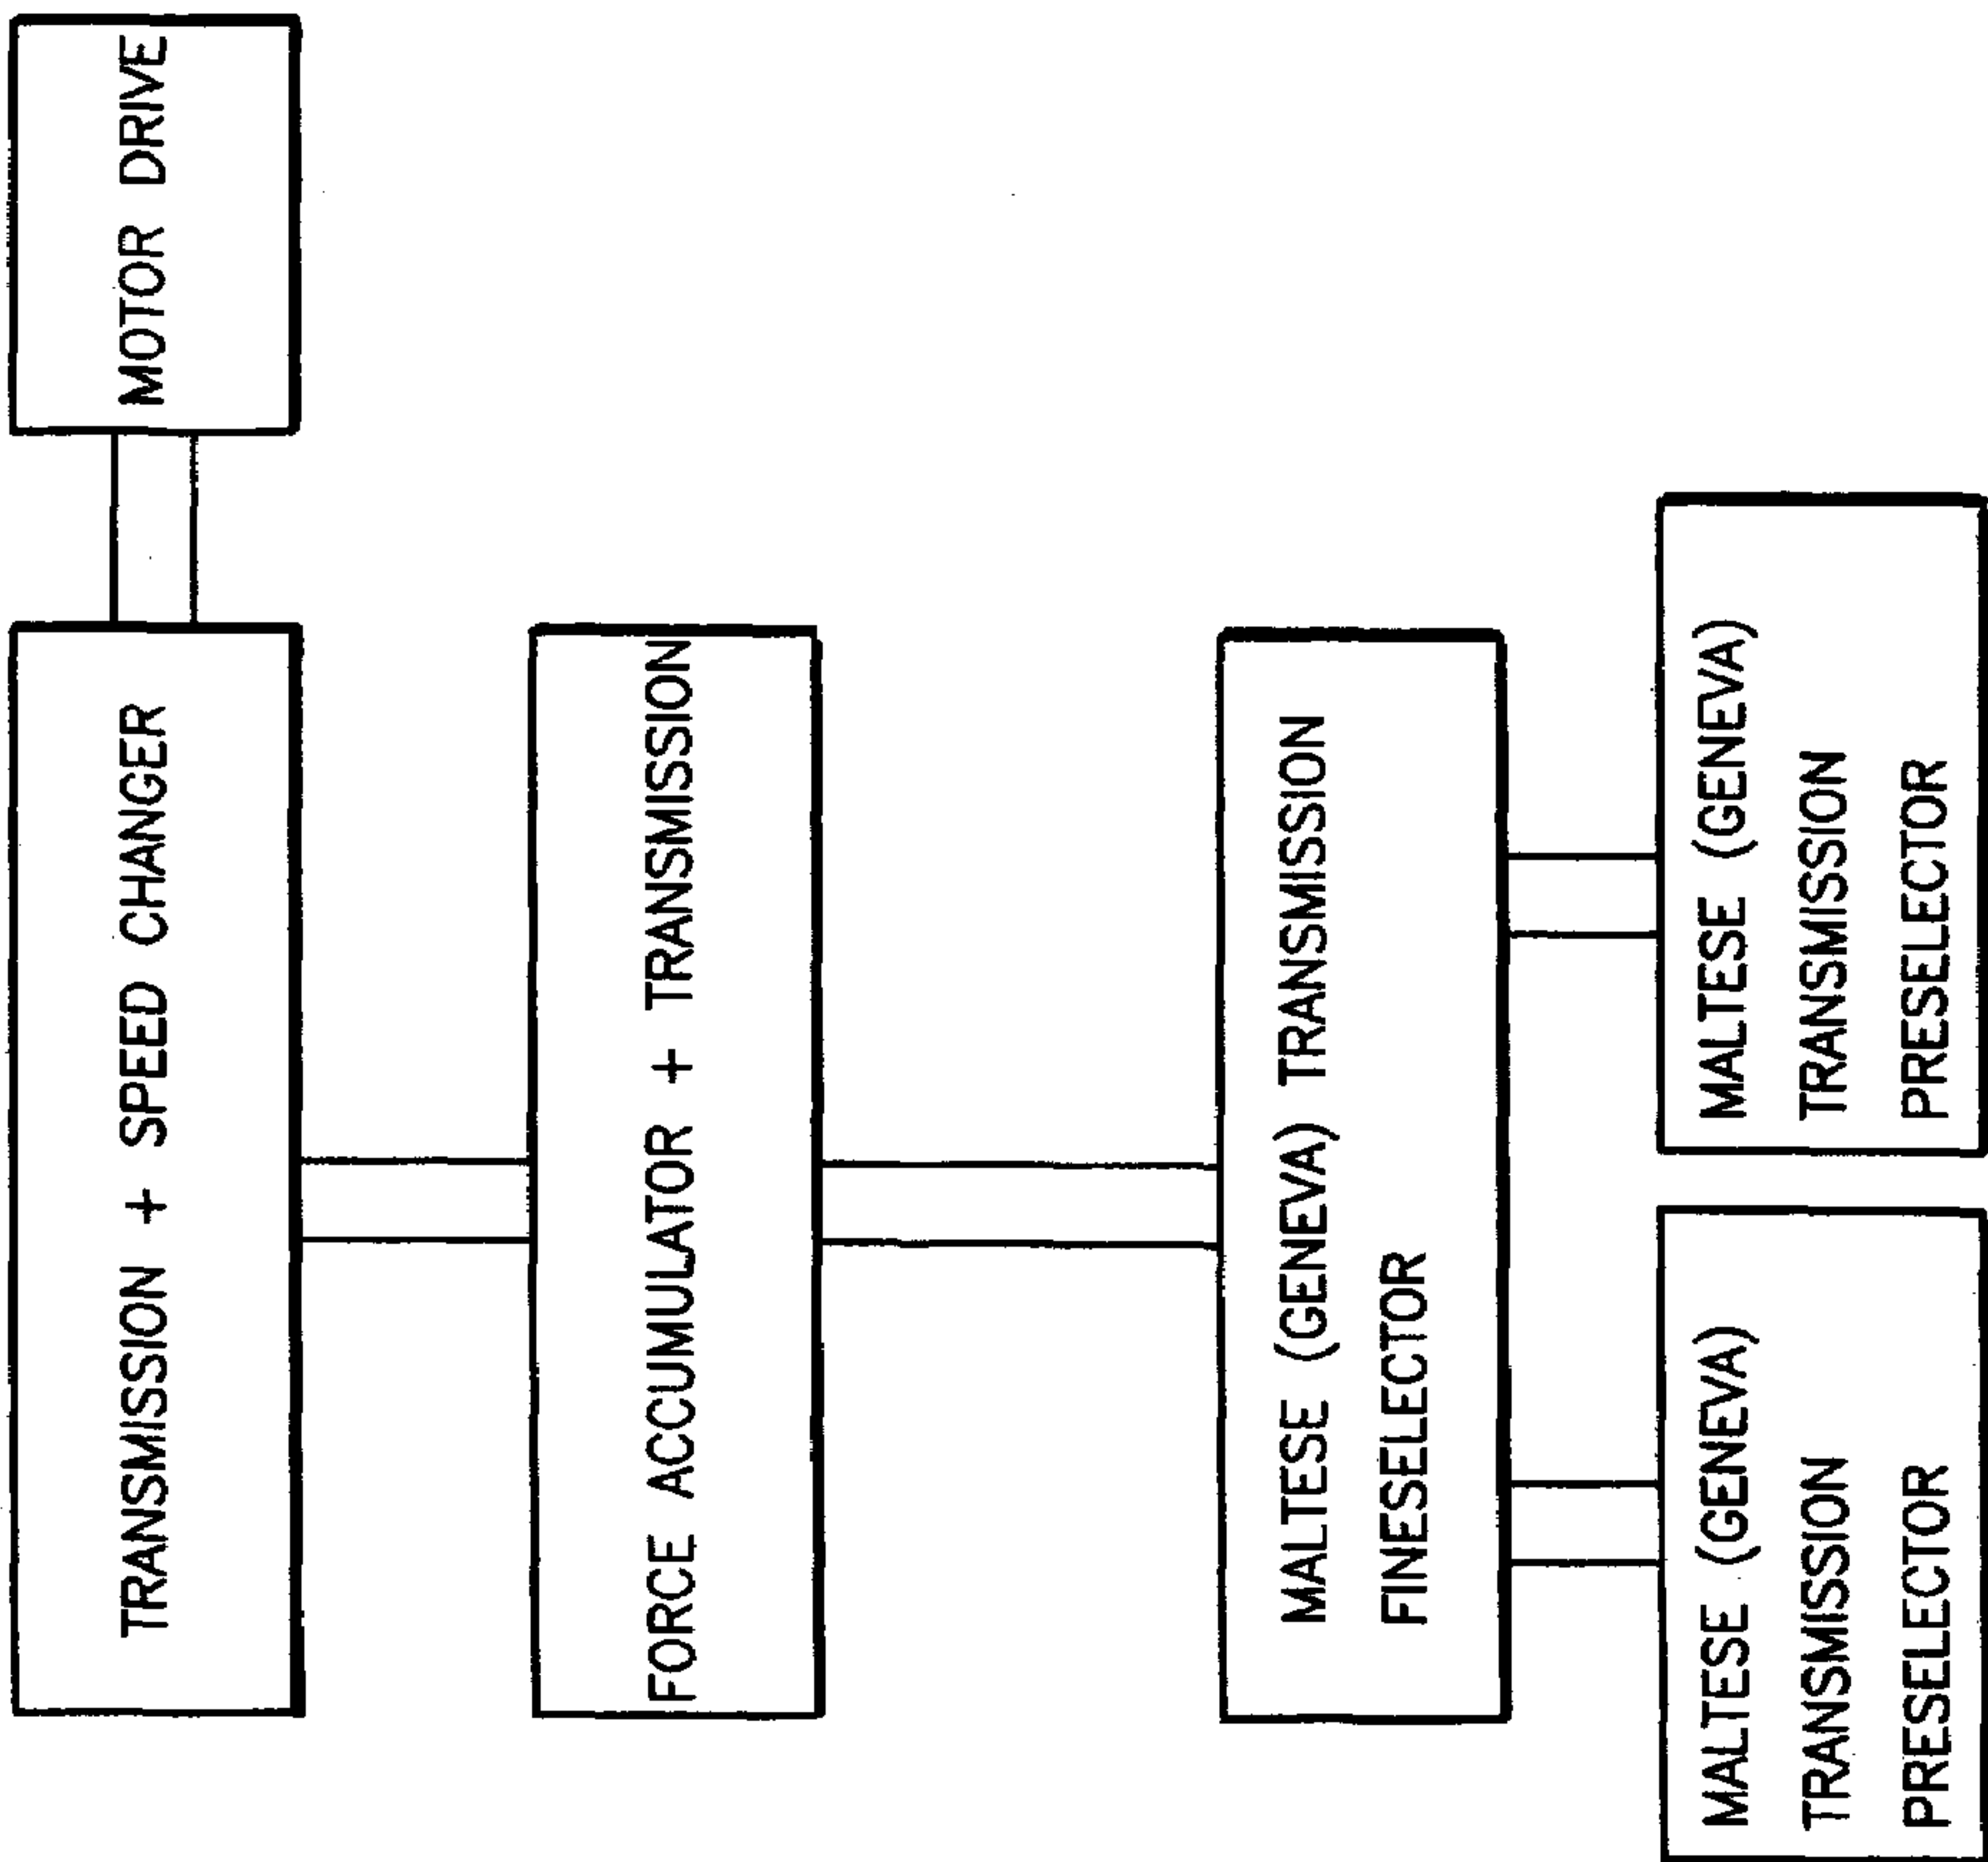 TRANSMISSION + SPEED CHANGER
MOTOR DRIVE
FORCE ACCUMULATOR + TRANSMISSION
MALTESE (GENEVA) TRANSMISSION
FINESELECTOR
MALTESE (GENEVA)
TRANSMISSION
PRESELECTOR
MALTESE (GENEVA)
TRANSMISSION
PRESELECTOR